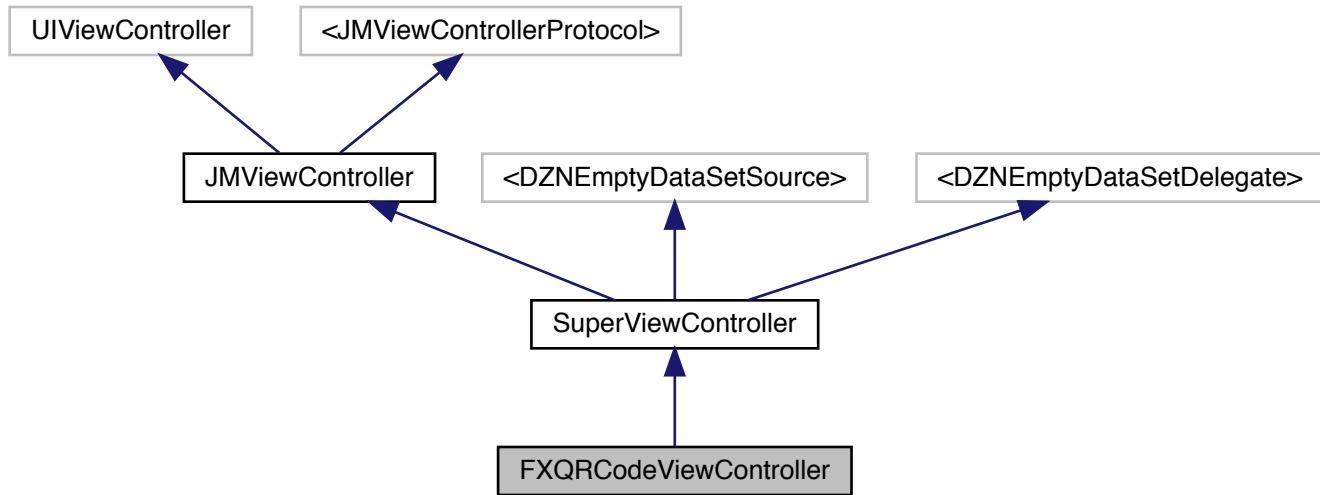 UIViewController
<JMViewControllerProtocol>
JMViewController
<DZNEmptyDataSetSource>
<DZNEmptyDataSetDelegate>
SuperViewController
FXQRCodeViewController